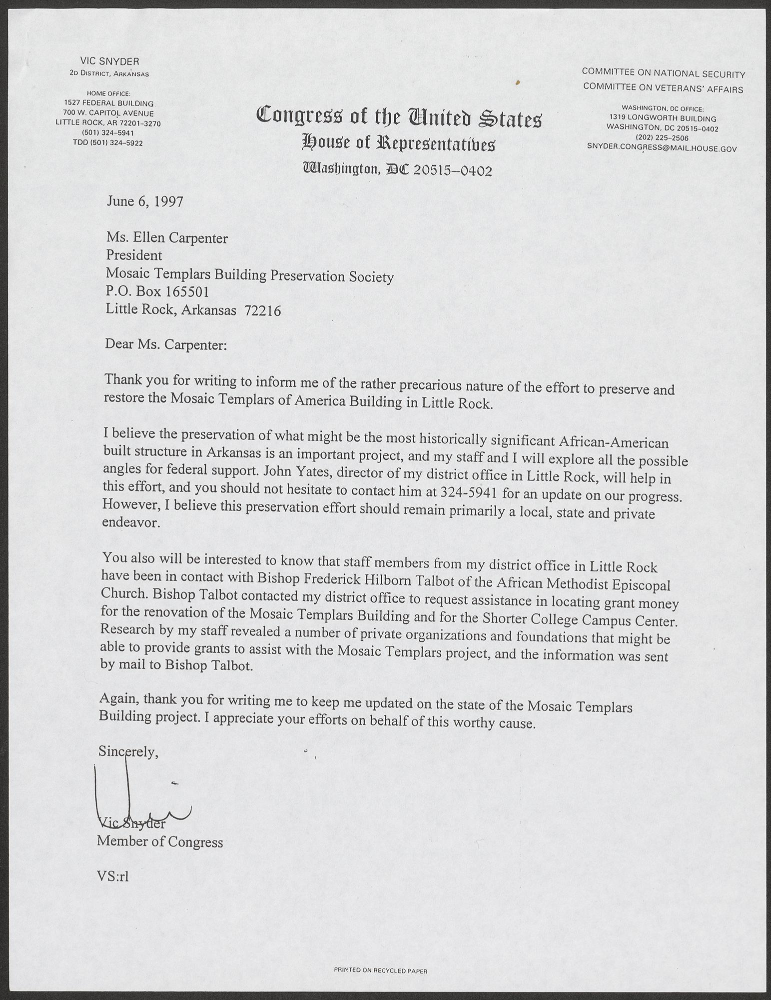 VIC SNYDER
2D DISTRICT, ARKANSAS
HOME OFFICE:
1527 FEDERAL BUILDING
700 W. CAPITOL AVENUE
LITTLE ROCK, AR 72201–3270
(501) 324–5941
TDD (501) 324–5922
COMMITTEE ON NATIONAL SECURITY
COMMITTEE ON VETERANS' AFFAIRS
WASHINGTON, DC OFFICE:
1319 LONGWORTH BUILDING
WASHINGTON, DC 20515–0402
(202) 225–2506
SNYDER.CONGRESS@MAIL.HOUSE.GOV
Congress of the United States
House of Representatives
Washington, DC 20515–0402
June 6, 1997
Ms. Ellen Carpenter
President
Mosaic Templars Building Preservation Society
P.O. Box 165501
Little Rock, Arkansas 72216
Dear Ms. Carpenter:
Thank you for writing to inform me of the rather precarious nature of the effort to preserve and
restore the Mosaic Templars of America Building in Little Rock.
I believe the preservation of what might be the most historically significant African-American
built structure in Arkansas is an important project, and my staff and I will explore all the possible
angles for federal support. John Yates, director of my district office in Little Rock, will help in
this effort, and you should not hesitate to contact him at 324-5941 for an update on our progress.
However, I believe this preservation effort should remain primarily a local, state and private
endeavor.
You also will be interested to know that staff members from my district office in Little Rock
have been in contact with Bishop Frederick Hilborn Talbot of the African Methodist Episcopal
Church. Bishop Talbot contacted my district office to request assistance in locating grant money
for the renovation of the Mosaic Templars Building and for the Shorter College Campus Center.
Research by my staff revealed a number of private organizations and foundations that might be
able to provide grants to assist with the Mosaic Templars project, and the information was sent
by mail to Bishop Talbot.
Again, thank you for writing me to keep me updated on the state of the Mosaic Templars
Building project. I appreciate your efforts on behalf of this worthy cause.
Sincerely,
Vic
Vic Snyder
Member of Congress
VS:rl
PRINTED ON RECYCLED PAPER